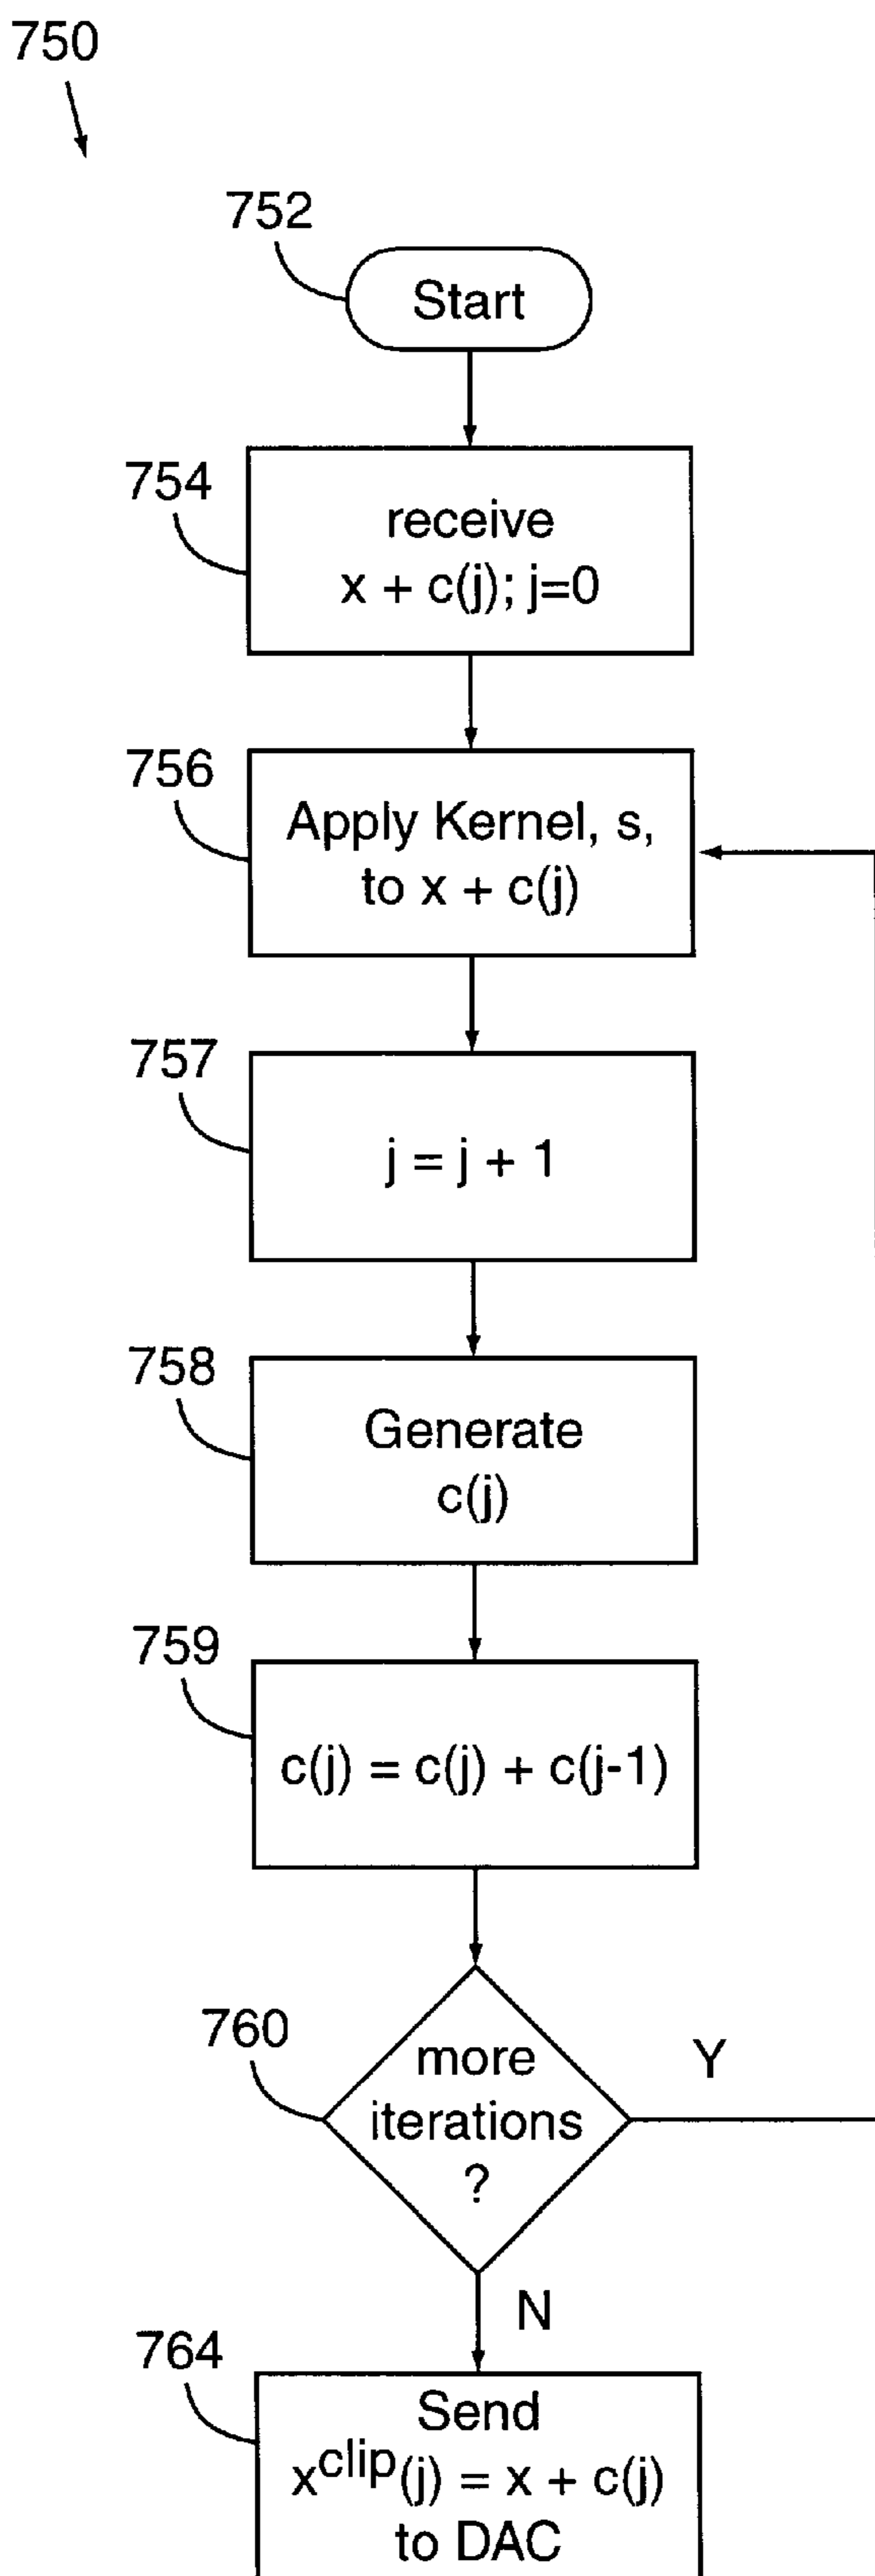 750
752
Start
754
receive
x + c(j); j=0
756
Apply Kernel, s,
to x + c(j)
757
j = j + 1
758
Generate
c(j)
759
c(j) = c(j) + c(j-1)
760
more
iterations
?
Y
N
764
Send
x^clip(j) = x + c(j)
to DAC